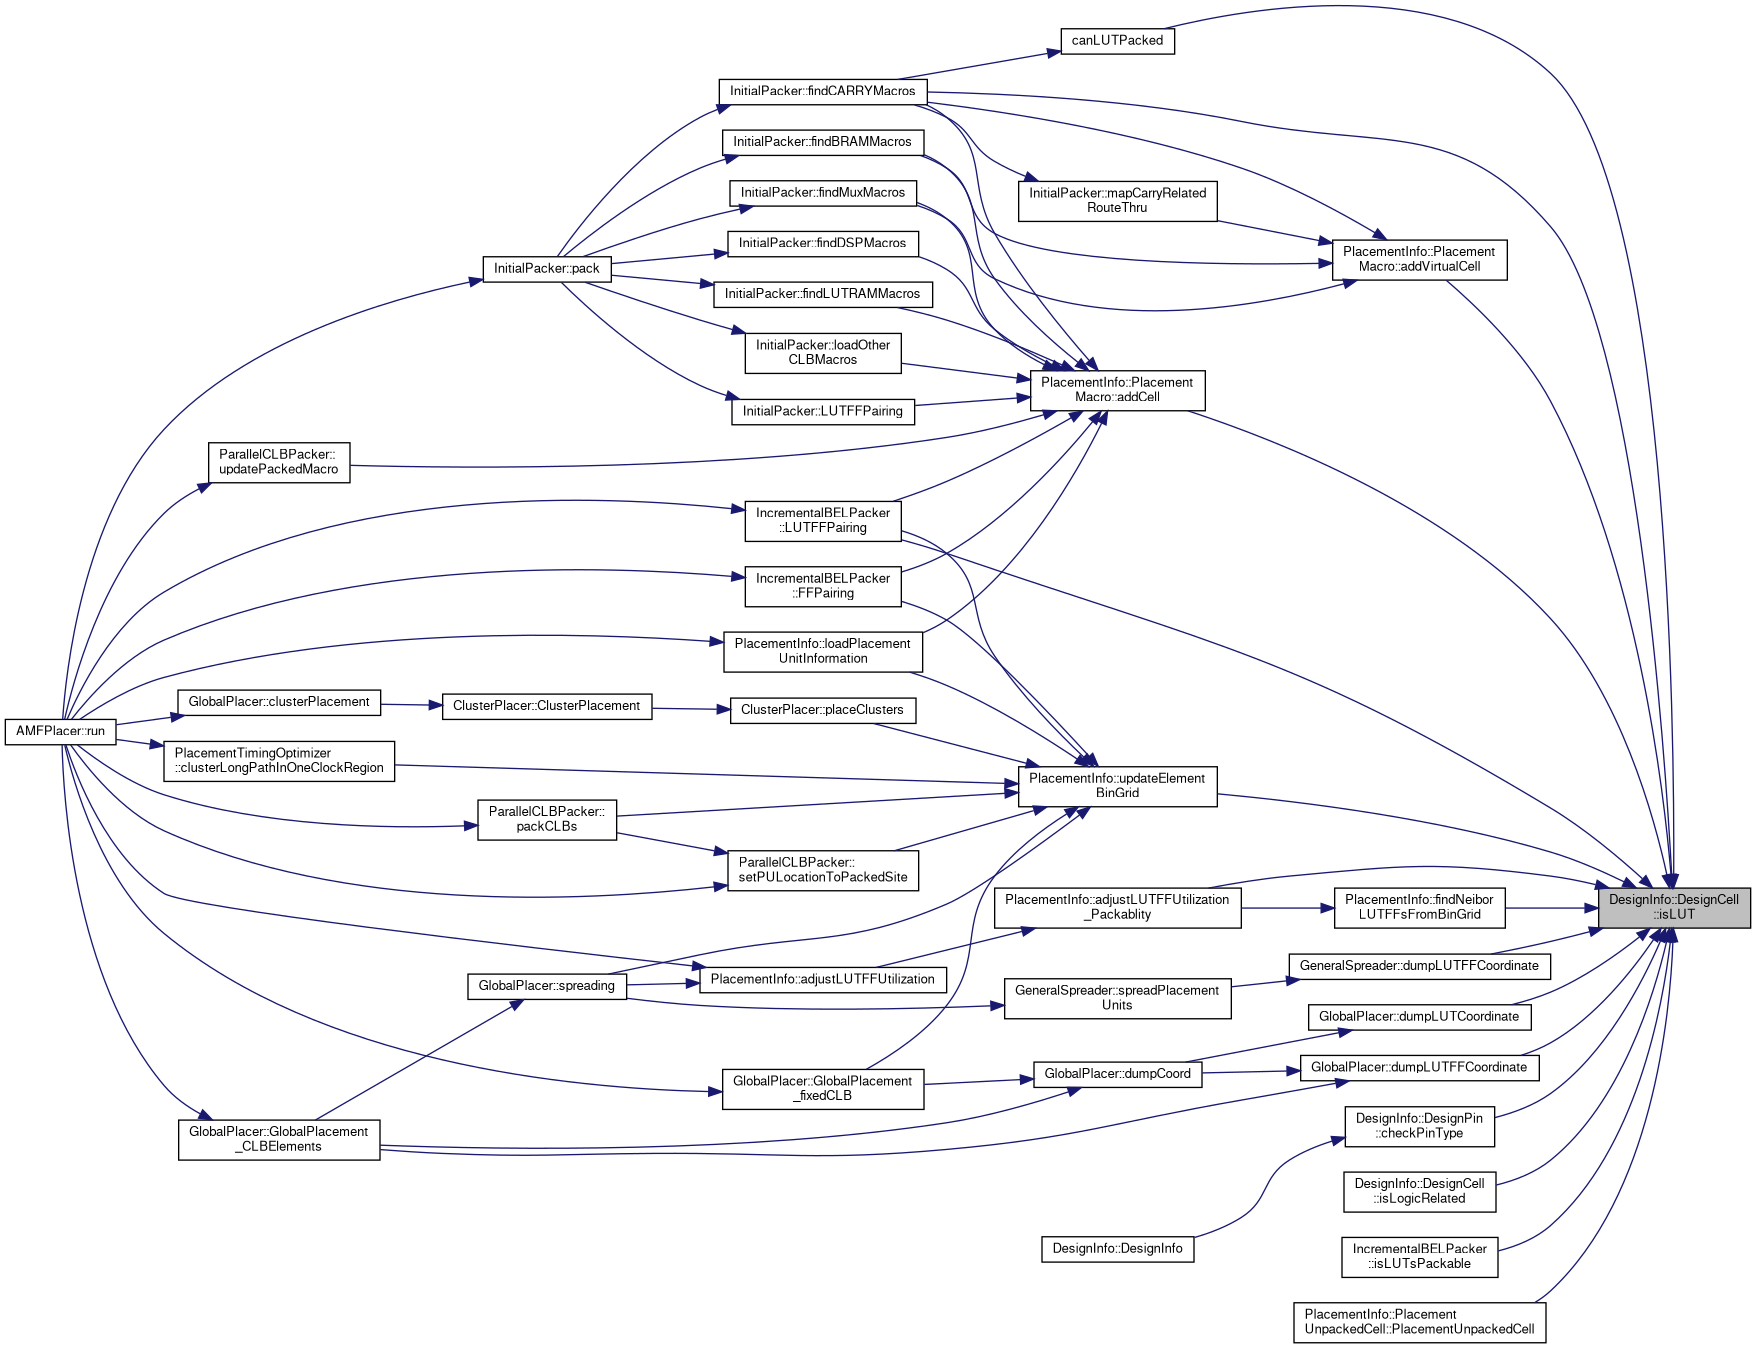 canLUTPacked
InitialPacker::findCARRYMacros
InitialPacker::findBRAMMacros
InitialPacker::findMuxMacros
InitialPacker::mapCarryRelated
RouteThru
InitialPacker::findDSPMacros
PlacementInfo::Placement
Macro::addVirtualCell
InitialPacker::pack
InitialPacker::findLUTRAMMacros
InitialPacker::loadOther
CLBMacros
PlacementInfo::Placement
Macro::addCell
InitialPacker::LUTFFPairing
ParallelCLBPacker::
updatePackedMacro
IncrementalBELPacker
::LUTFFPairing
IncrementalBELPacker
::FFPairing
PlacementInfo::loadPlacement
UnitInformation
GlobalPlacer::clusterPlacement
ClusterPlacer::ClusterPlacement
ClusterPlacer::placeClusters
AMFPlacer::run
PlacementTimingOptimizer
::clusterLongPathInOneClockRegion
PlacementInfo::updateElement
BinGrid
ParallelCLBPacker::
packCLBs
ParallelCLBPacker::
setPULocationToPackedSite
PlacementInfo::adjustLUTFFUtilization
_Packablity
PlacementInfo::findNeibor
LUTFFsFromBinGrid
DesignInfo::DesignCell
::isLUT
GeneralSpreader::dumpLUTFFCoordinate
PlacementInfo::adjustLUTFFUtilization
GlobalPlacer::spreading
GeneralSpreader::spreadPlacement
Units
GlobalPlacer::dumpLUTCoordinate
GlobalPlacer::dumpLUTFFCoordinate
GlobalPlacer::dumpCoord
GlobalPlacer::GlobalPlacement
_fixedCLB
GlobalPlacer::GlobalPlacement
_CLBElements
DesignInfo::DesignPin
::checkPinType
DesignInfo::DesignCell
::isLogicRelated
DesignInfo::DesignInfo
IncrementalBELPacker
::isLUTsPackable
PlacementInfo::Placement
UnpackedCell::PlacementUnpackedCell